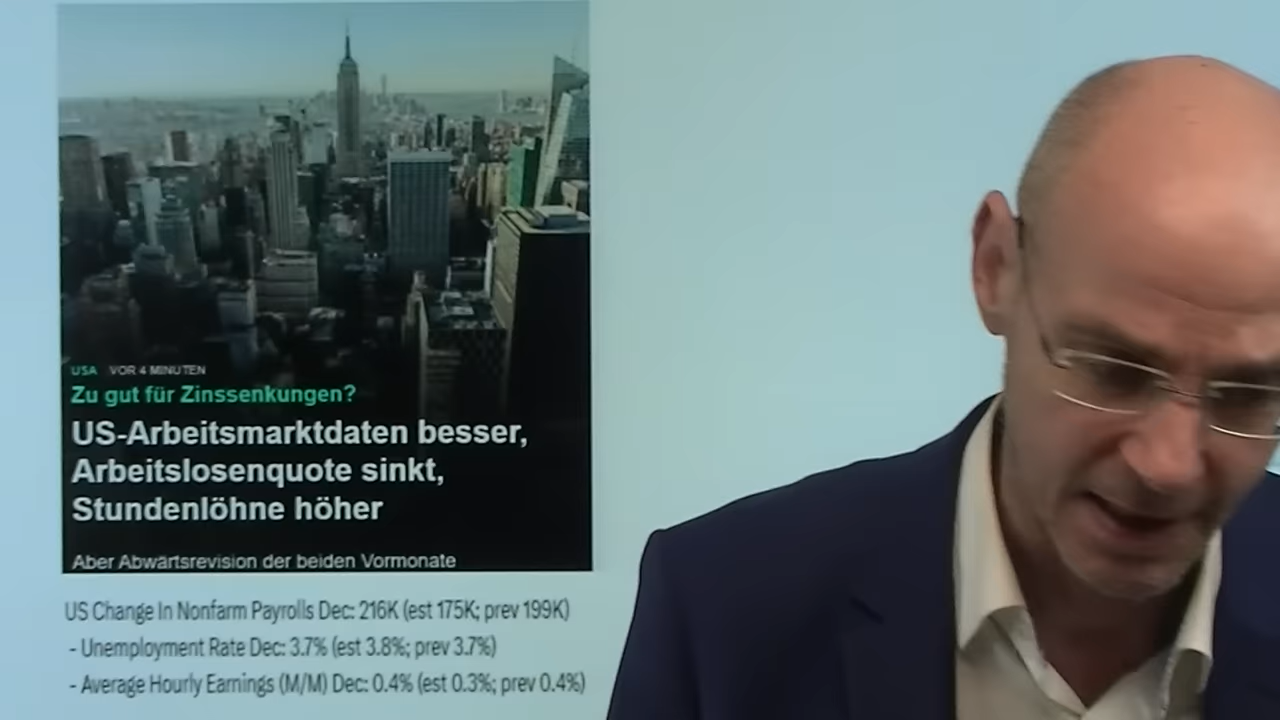 USA VOR 4 MINUTEN
Zu gut für Zinssenkungen?
US-Arbeitsmarktdaten besser,
Arbeitslosenquote sinkt,
Stundenlöhne höher
Aber Abwärtsrevision der beiden Vormonate
US Change In Nonfarm Payrolls Dec: 216K (est 175K; prev 199K)
- Unemployment Rate Dec: 3.7% (est 3.8%; prev 3.7%)
- Average Hourly Earnings (M/M) Dec: 0.4% (est 0.3%; prev 0.4%)